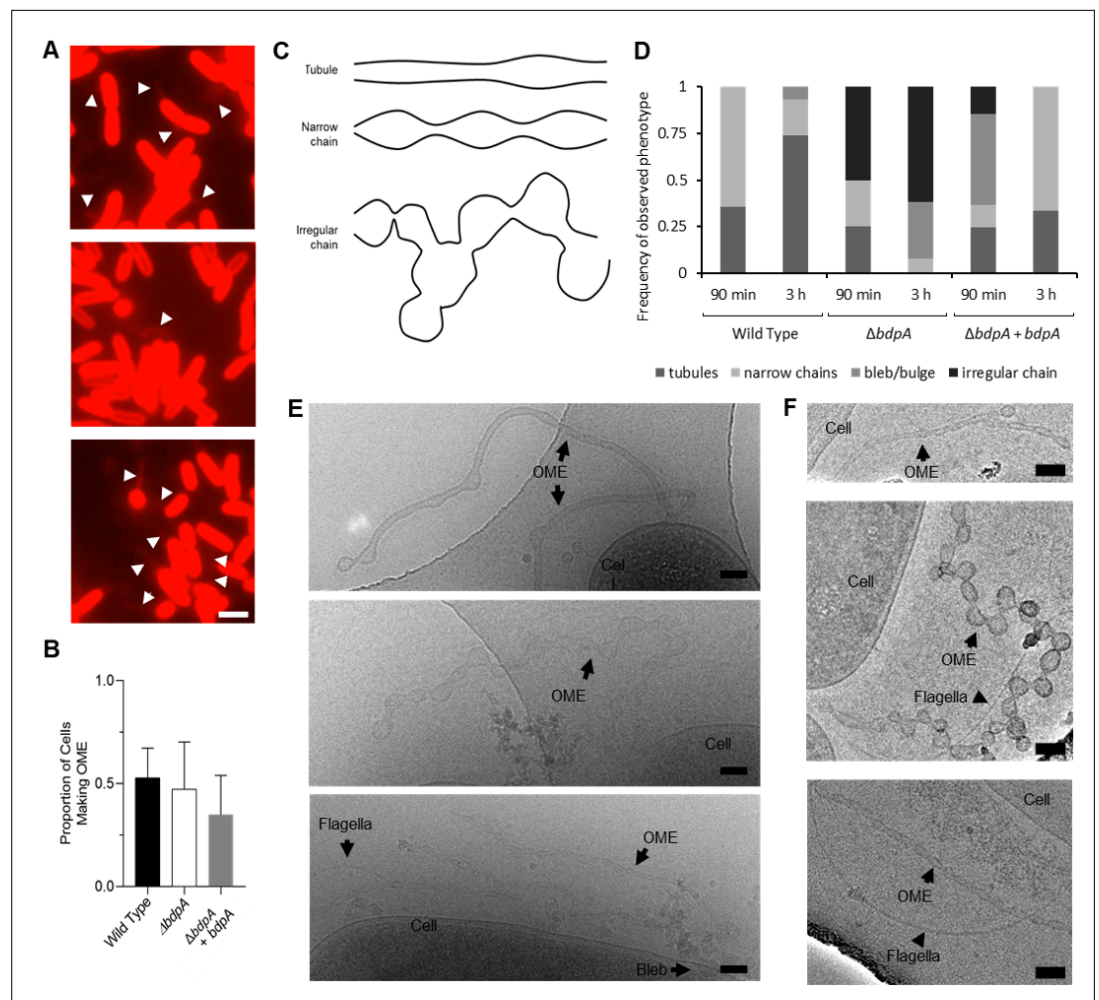 A
B
1.0
0.5
0.0
Proportion of Cells
Making OME
Wild Type
ΔbdpA
ΔbdpA
+ bdpA
C
Tubule
Narrow
chain
Irregular
chain
D
Frequency of observed phenotype
1
0.75
0.5
0.25
0
90 min 3 h 90 min 3 h 90 min 3 h
Wild Type ΔbdpA ΔbdpA + bdpA
tubules narrow chains bleb/bulge irregular chain
E
OME
Cel
OME
Cell
Flagella
OME
Cell
Bleb
F
Cell
OME
Cell
OME
Flagella
Cell
OME
Flagella